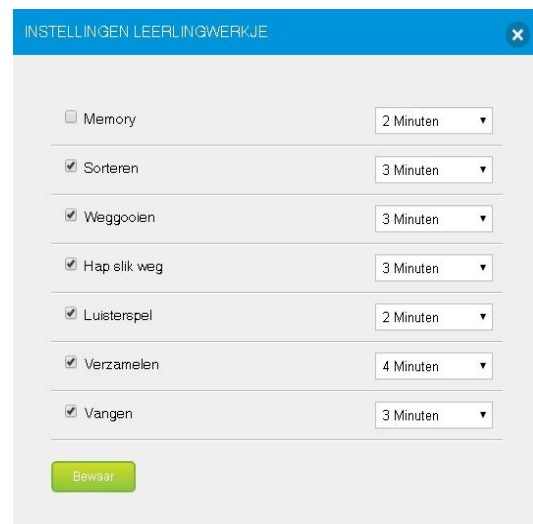 INSTELLINGEN LEERLINGWERKJE
Memory 2 Minuten
Sorteren 3 Minuten
Weggooien 3 Minuten
Hap slik weg 3 Minuten
Luisterspel 2 Minuten
Verzamelen 4 Minuten
Vangen 3 Minuten
Bewaar